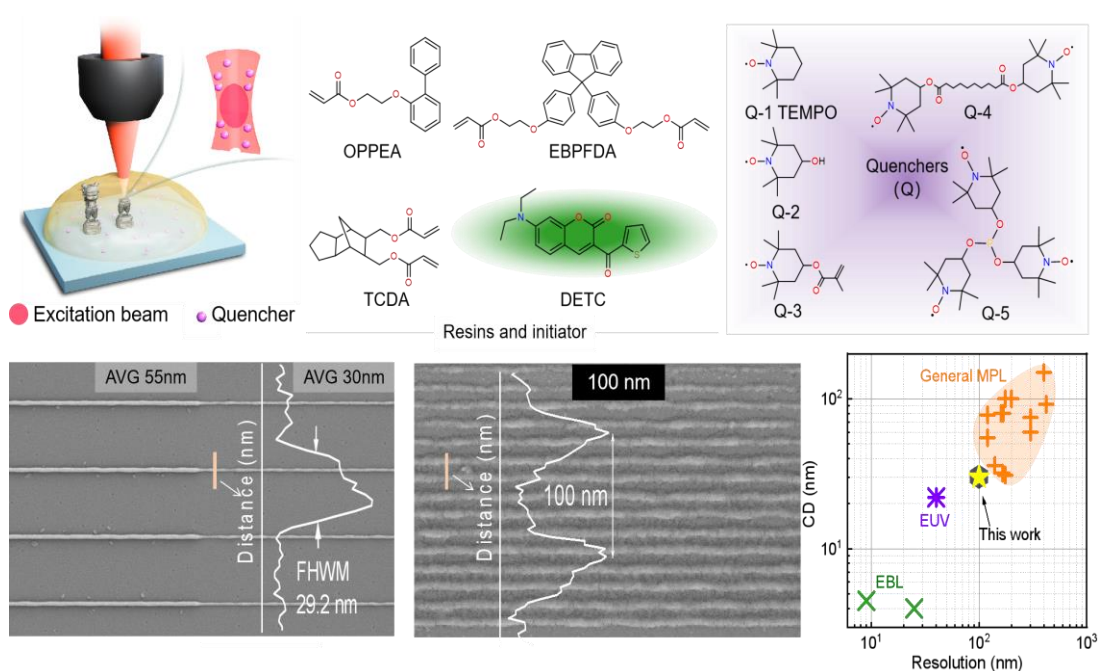 Excitation beam
Quencher
OPPEA
EBPFDA
TCDA
DETC
Resins and initiator
Q-1 TEMPO
Q-2
Q-3
Q-4
Q-5
Quenchers
(Q)
O
O
O
O
O
O
O
O
O
O
O
O
O
O
N
O
O
O
S
•O
N
•O
N
OH
•O
N
O
O
N
O•
O
O
O
O
N
O•
O•
N
O
O
P
O
N
O•
N
O•
AVG 55nm
AVG 30nm
Distance (nm)
FHWM
29.2 nm
100 nm
Distance (nm)
100 nm
General MPL
EUV
This work
EBL
CD (nm)
10²
10¹
10¹
10²
10³
Resolution (nm)